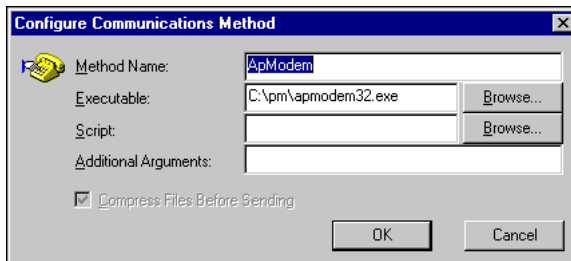 Configure Communications Method
Method Name: ApModem
Executable: C:\pm\apmodem32.exe Browse...
Script: Browse...
Additional Arguments:
Compress Files Before Sending
OK Cancel